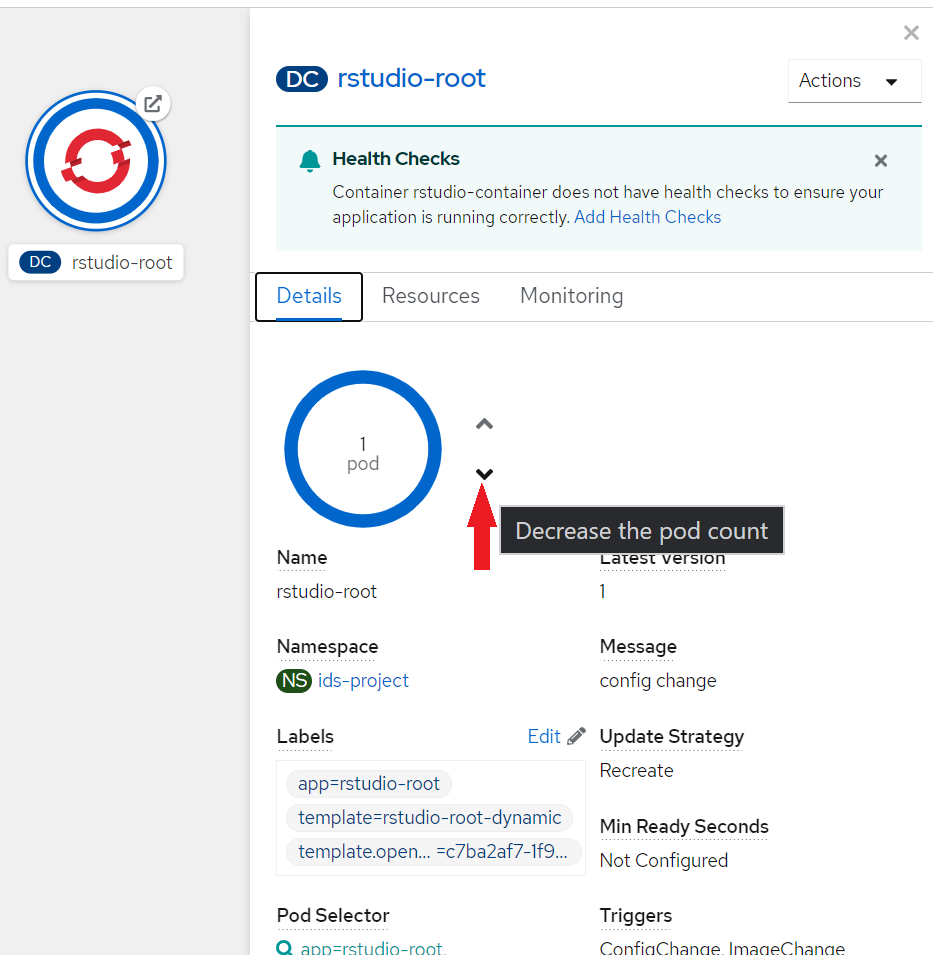 DC rstudio-root
Actions
Health Checks
Container rstudio-container does not have health checks to ensure your
application is running correctly. Add Health Checks
DC rstudio-root
Details Resources Monitoring
1
pod
Decrease the pod count
Name
rstudio-root
Latest Version
1
Namespace
NS ids-project
Message
config change
Labels Edit
app=rstudio-root
template=rstudio-root-dynamic
template.open... =c7ba2af7-1f9...
Update Strategy
Recreate
Min Ready Seconds
Not Configured
Pod Selector
app=rstudio-root,
Triggers
ConfigChange, ImageChange